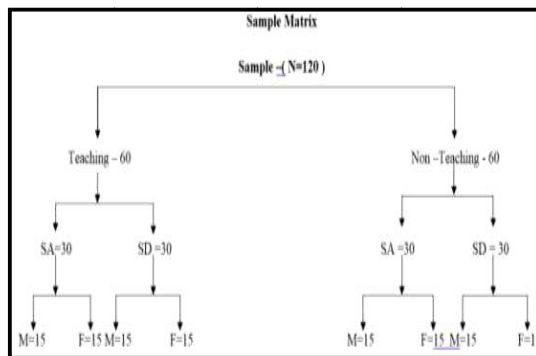 Sample Matrix
Sample –( N=120 )
Teaching – 60 Non –Teaching - 60
SA=30 SD =30 SA =30 SD = 30
M=15 F=15 M=15 F=15 M=15 F=15 M=15 F=1